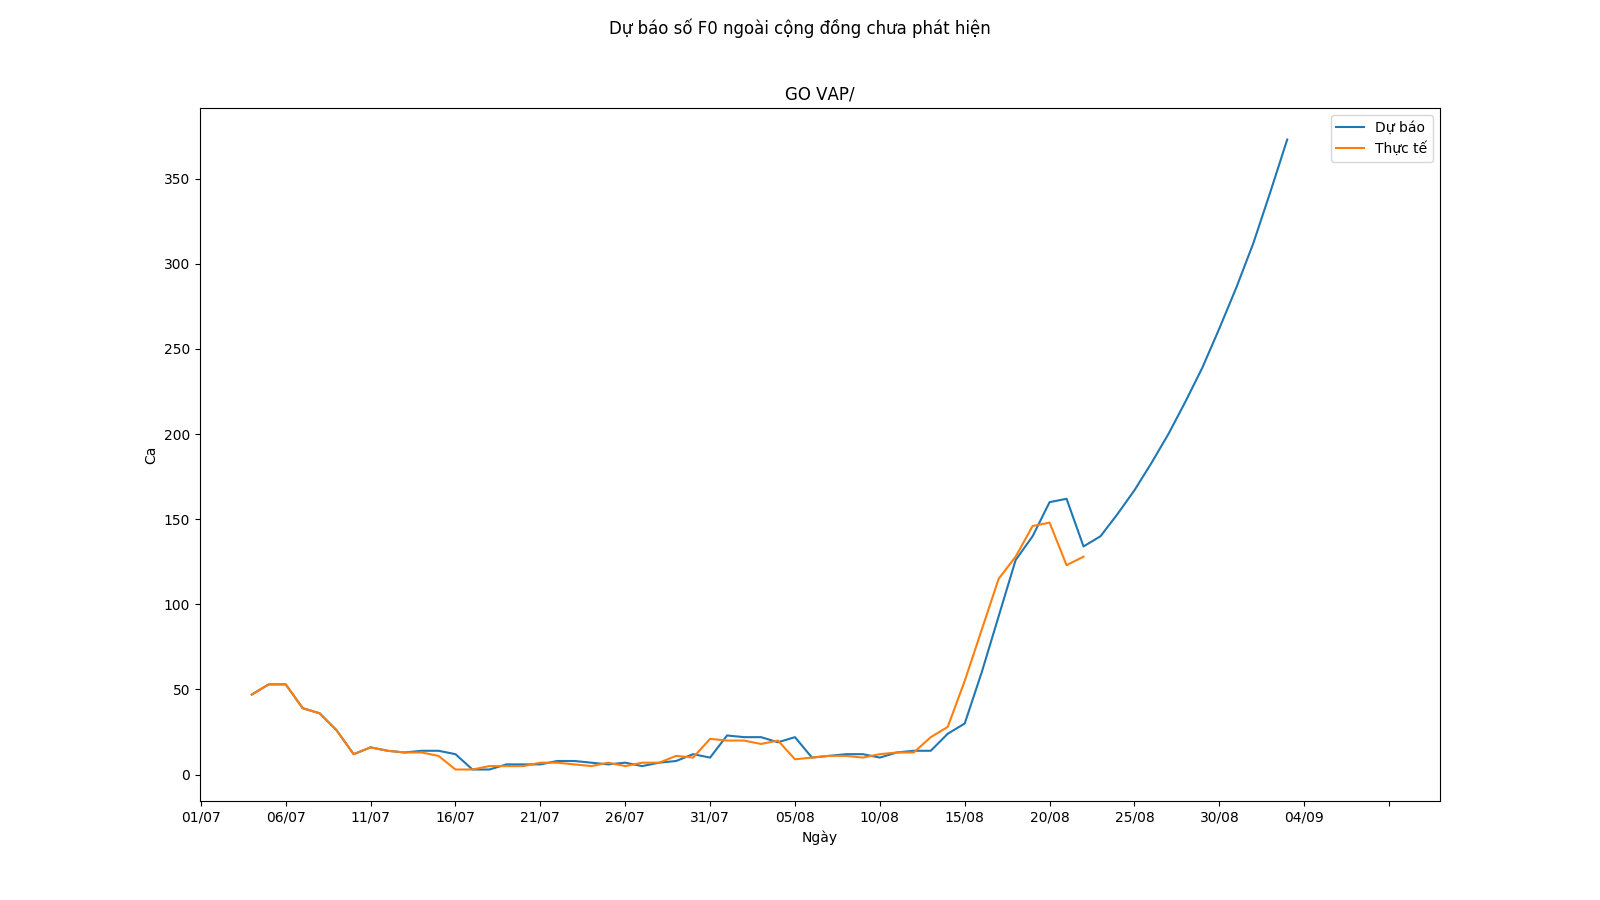 Dự báo số F0 ngoài cộng đồng chưa phát hiện
GO VAP/
Dự báo
Thực tế
350
300
250
200
150
100
50
0
Ca
01/07 06/07 11/07 16/07 21/07 26/07 31/07 05/08 10/08 15/08 20/08 25/08 30/08 04/09
Ngày